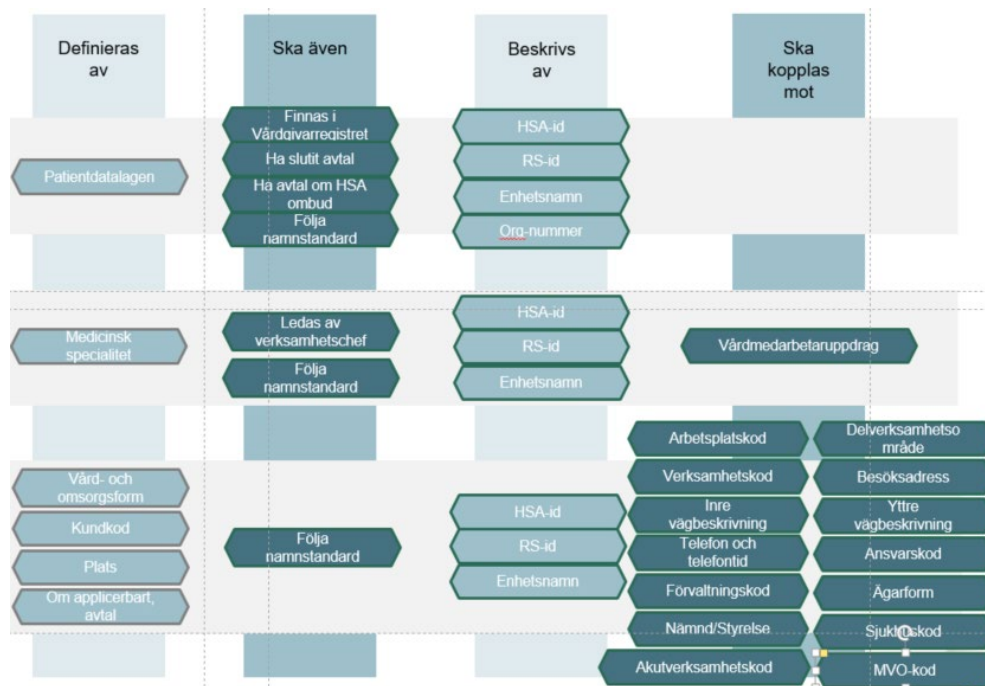 Definieras
av
Ska även
Beskrivs
av
Ska
kopplas
mot
Patientdatalagen
Finnas i
Vårdgivarregistret
Ha slutit avtal
Ha avtal om HSA
ombud
Följa
namnstandard
HSA-id
RS-id
Enhetsnamn
Org-nummer
Medicinsk
specialitet
Ledas av
verksamhetschef
Följa
namnstandard
HSA-id
RS-id
Enhetsnamn
Vårdmedarbetaruppdrag
Vård- och
omsorgsform
Kundkod
Plats
Om applicerbart,
avtal
Följa
namnstandard
HSA-id
RS-id
Enhetsnamn
Arbetsplatskod
Delverksamhetso
mråde
Verksamhetskod
Besöksadress
Inre
vägbeskrivning
Yttre
vägbeskrivning
Telefon och
telefontid
Ansvarskod
Förvaltningskod
Ägarform
Nämnd/Styrelse
Sjukhuskod
Akutverksamhetskod
MVO-kod